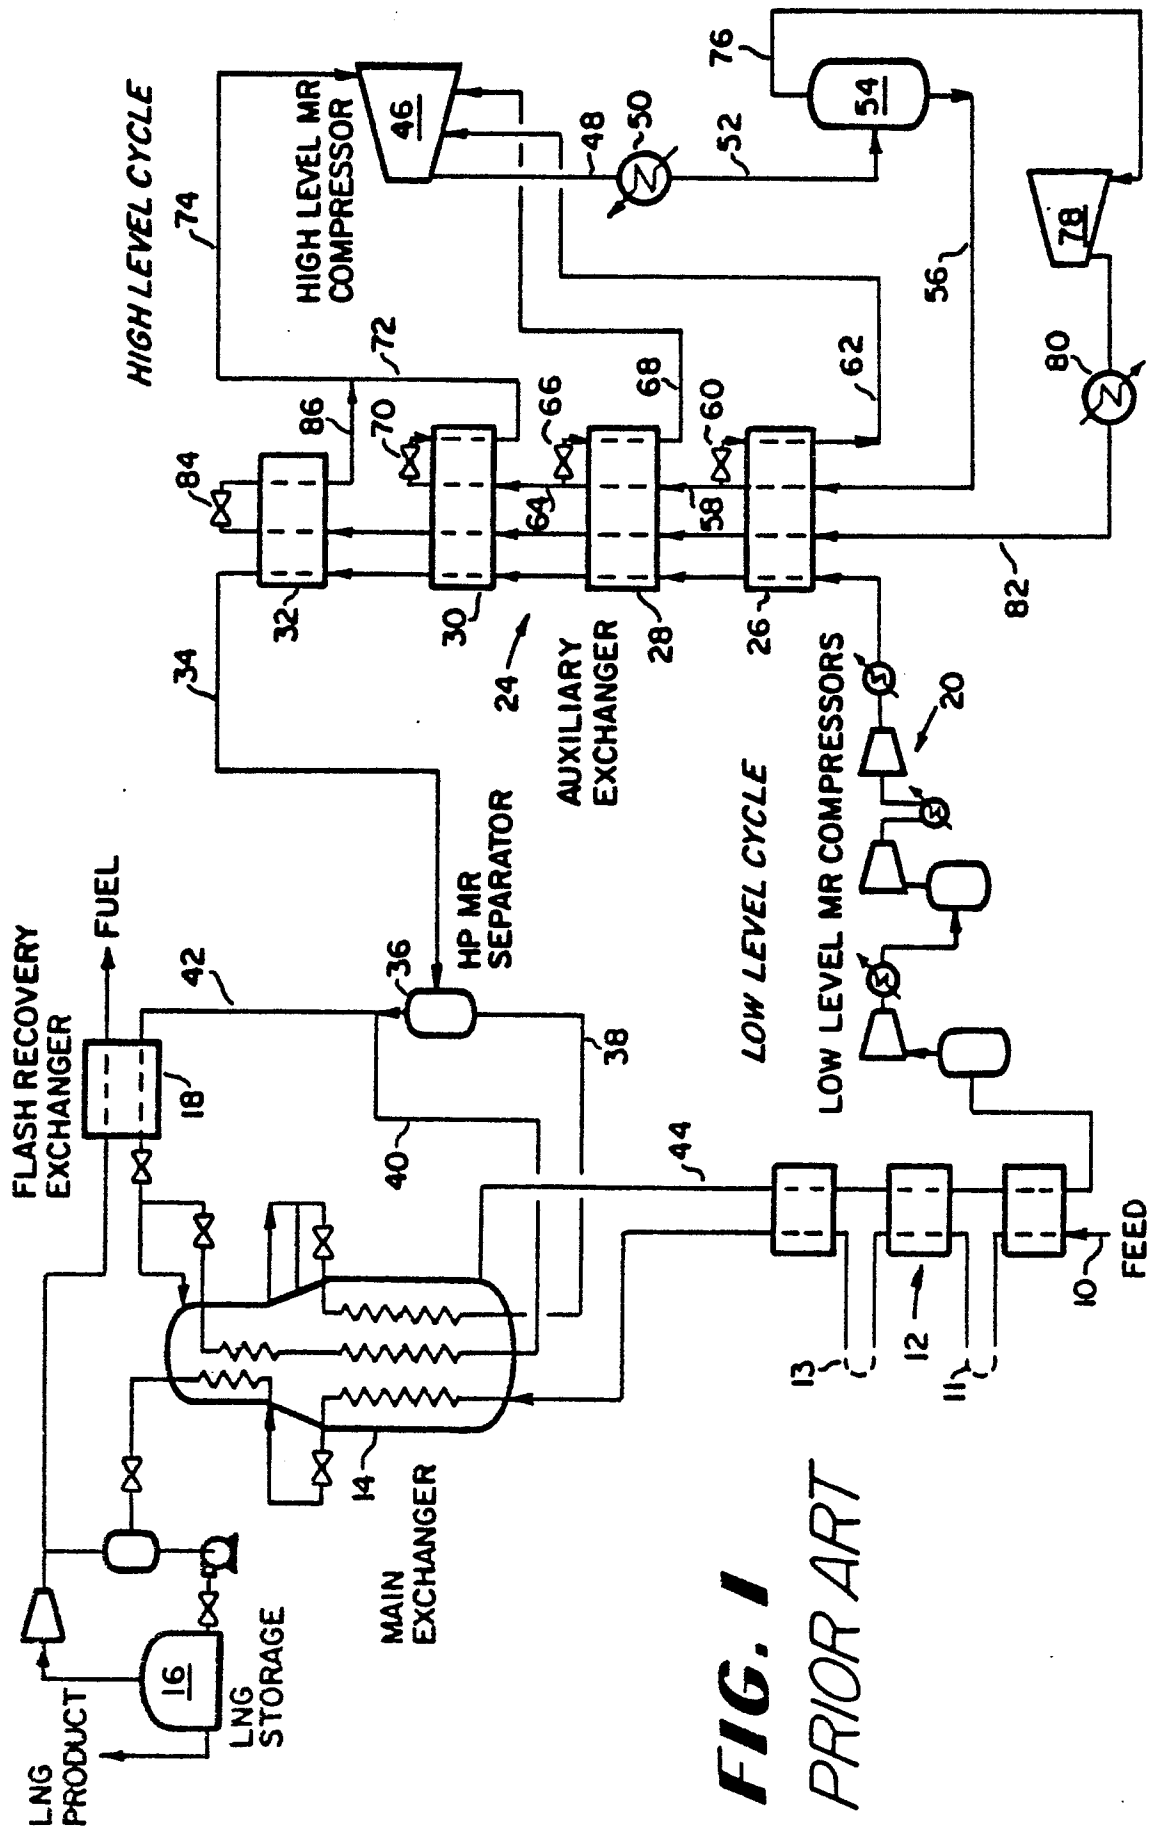 LNG
PRODUCT
16
LNG
STORAGE
FLASH RECOVERY
EXCHANGER
FUEL
18
42
MAIN
EXCHANGER
14
40
36
HP MR
SEPARATOR
38
34
44
10
FEED
11
12
13
LOW LEVEL CYCLE
LOW LEVEL MR COMPRESSORS
20
AUXILIARY
EXCHANGER
24
26
28
30
32
84
86
70
72
66
64
68
60
58
62
82
74
HIGH LEVEL CYCLE
HIGH LEVEL MR
COMPRESSOR
46
48
50
52
54
56
76
78
80
FIG. 1
PRIOR ART